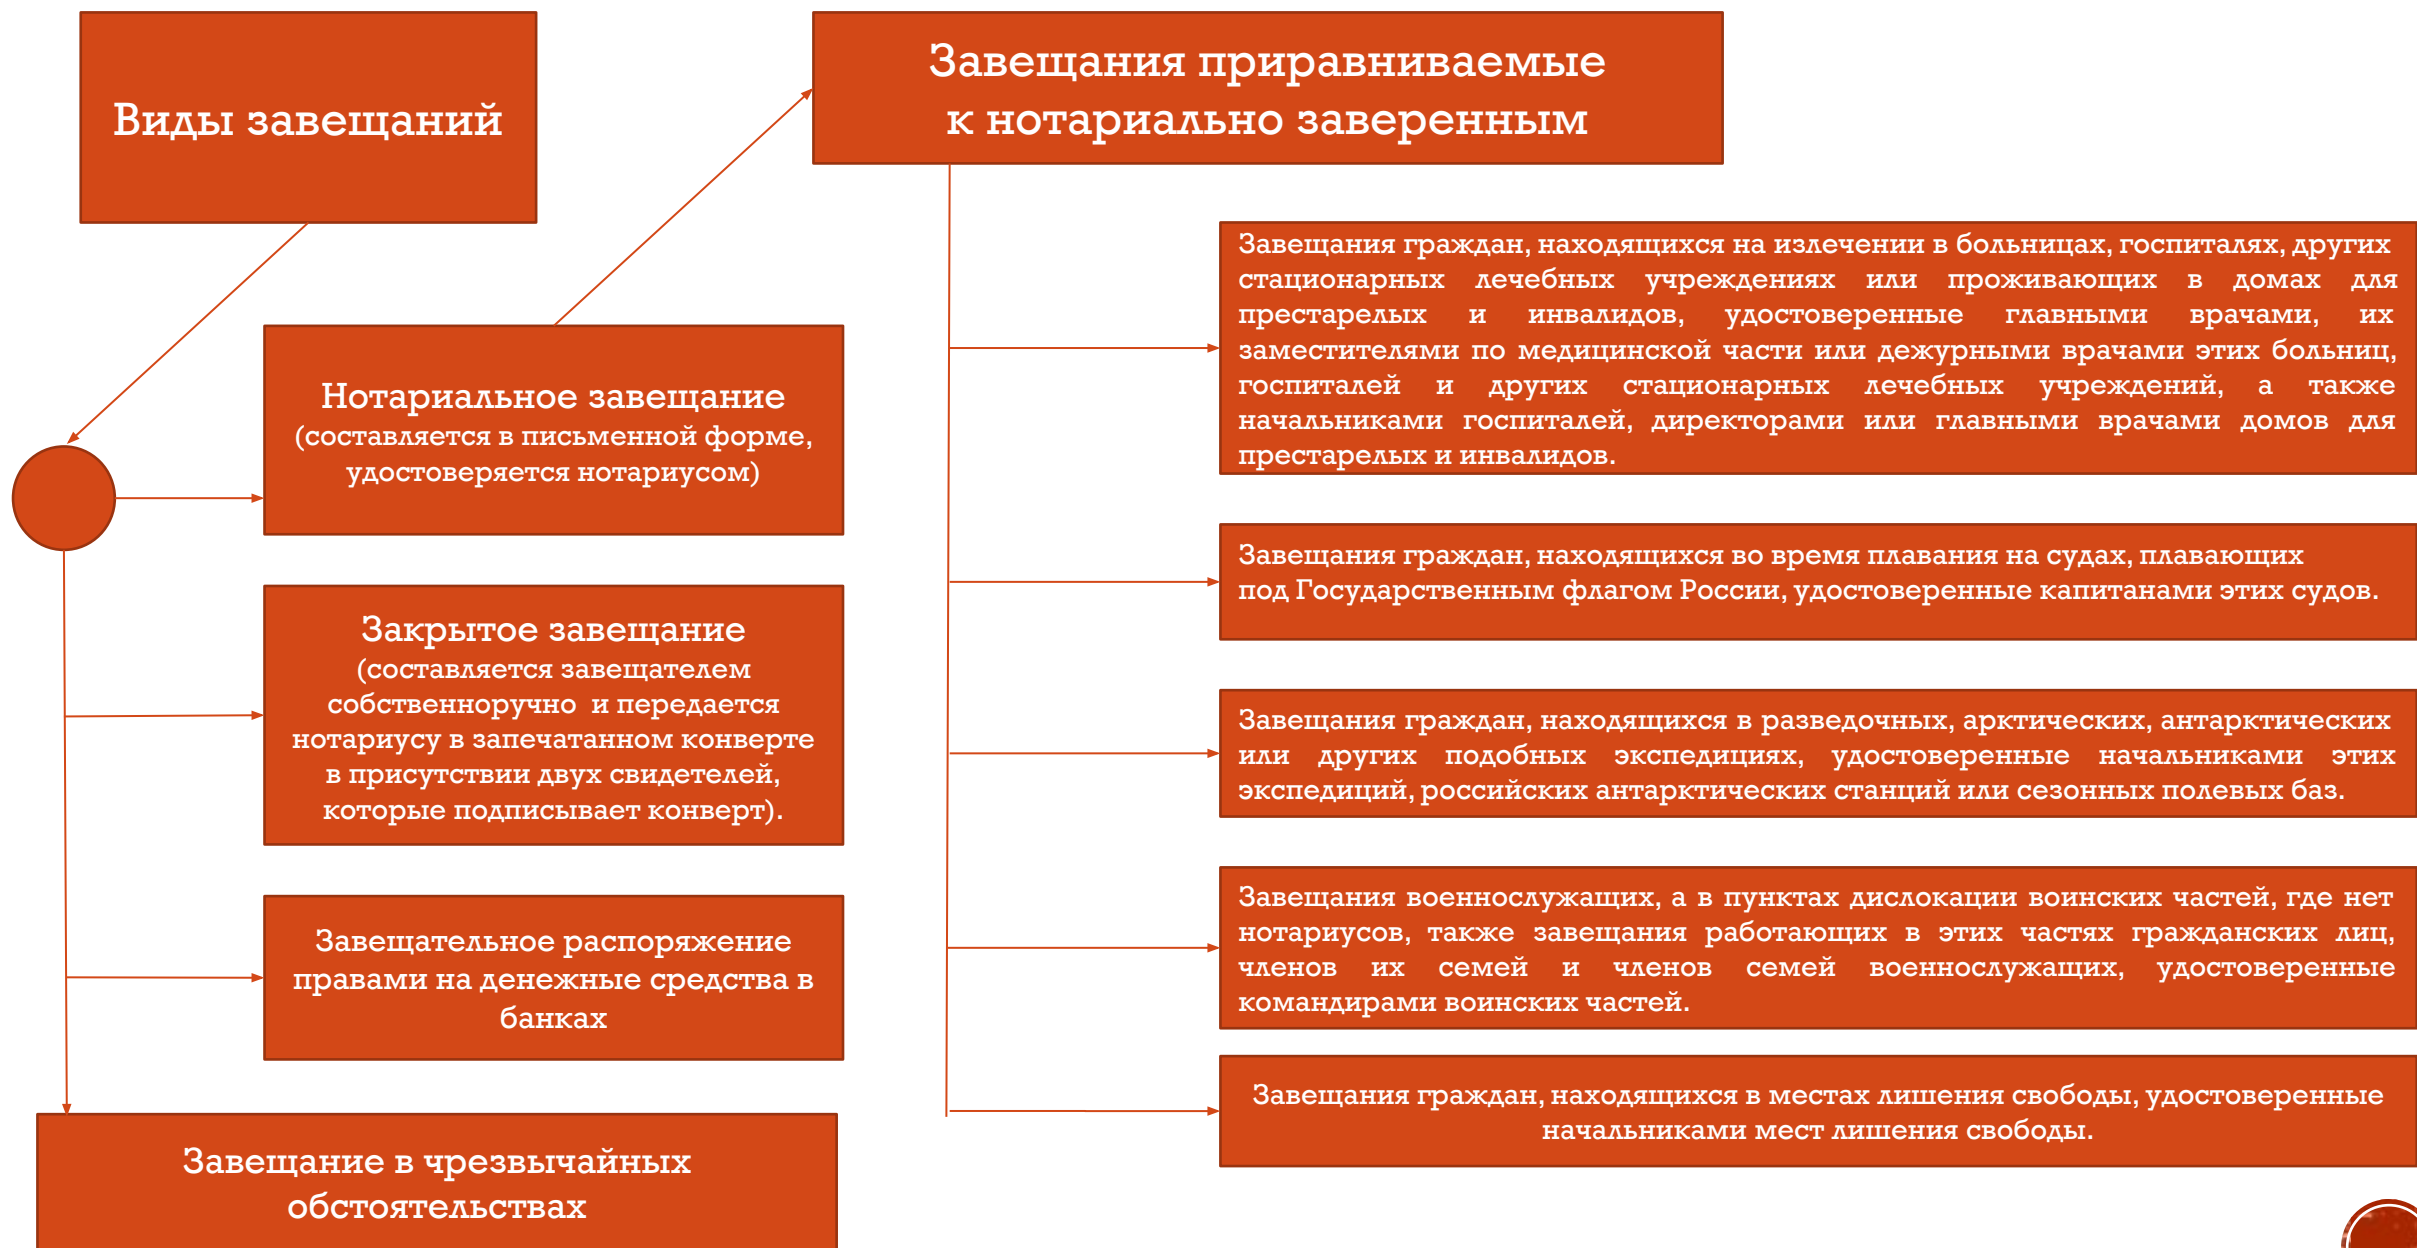 Виды завещаний
Завещания приравниваемые
к нотариально заверенным
Нотариальное завещание
(составляется в письменной форме,
удостоверяется нотариусом)
Закрытое завещание
(составляется завещателем
собственноручно и передается
нотариусу в запечатанном конверте
в присутствии двух свидетелей,
которые подписывает конверт).
Завещательное распоряжение
правами на денежные средства в
банках
Завещание в чрезвычайных
обстоятельствах
Завещания граждан, находящихся на излечении в больницах, госпиталях, других
стационарных лечебных учреждениях или проживающих в домах для
престарелых и инвалидов, удостоверенные главными врачами, их
заместителями по медицинской части или дежурными врачами этих больниц,
госпиталей и других стационарных лечебных учреждений, а также
начальниками госпиталей, директорами или главными врачами домов для
престарелых и инвалидов.
Завещания граждан, находящихся во время плавания на судах, плавающих
под Государственным флагом России, удостоверенные капитанами этих судов.
Завещания граждан, находящихся в разведочных, арктических, антарктических
или других подобных экспедициях, удостоверенные начальниками этих
экспедиций, российских антарктических станций или сезонных полевых баз.
Завещания военнослужащих, а в пунктах дислокации воинских частей, где нет
нотариусов, также завещания работающих в этих частях гражданских лиц,
членов их семей и членов семей военнослужащих, удостоверенные
командирами воинских частей.
Завещания граждан, находящихся в местах лишения свободы, удостоверенные
начальниками мест лишения свободы.